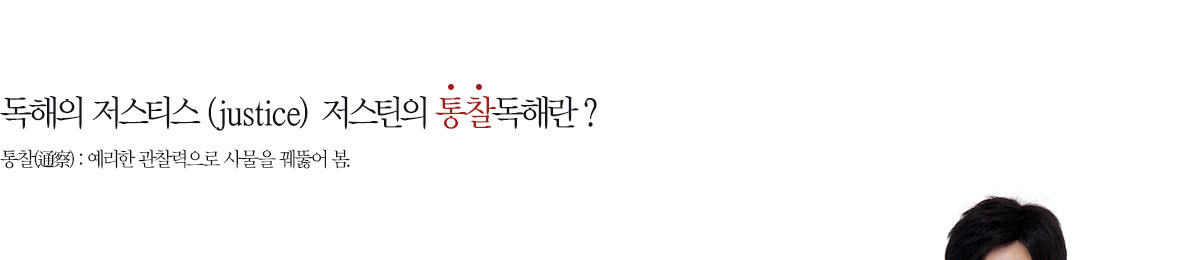 독해의 저스티스 (justice) 저스틴의 통찰독해란 ?
통찰(通察) : 예리한 관찰력으로 사물을 꿰뚫어 봄.